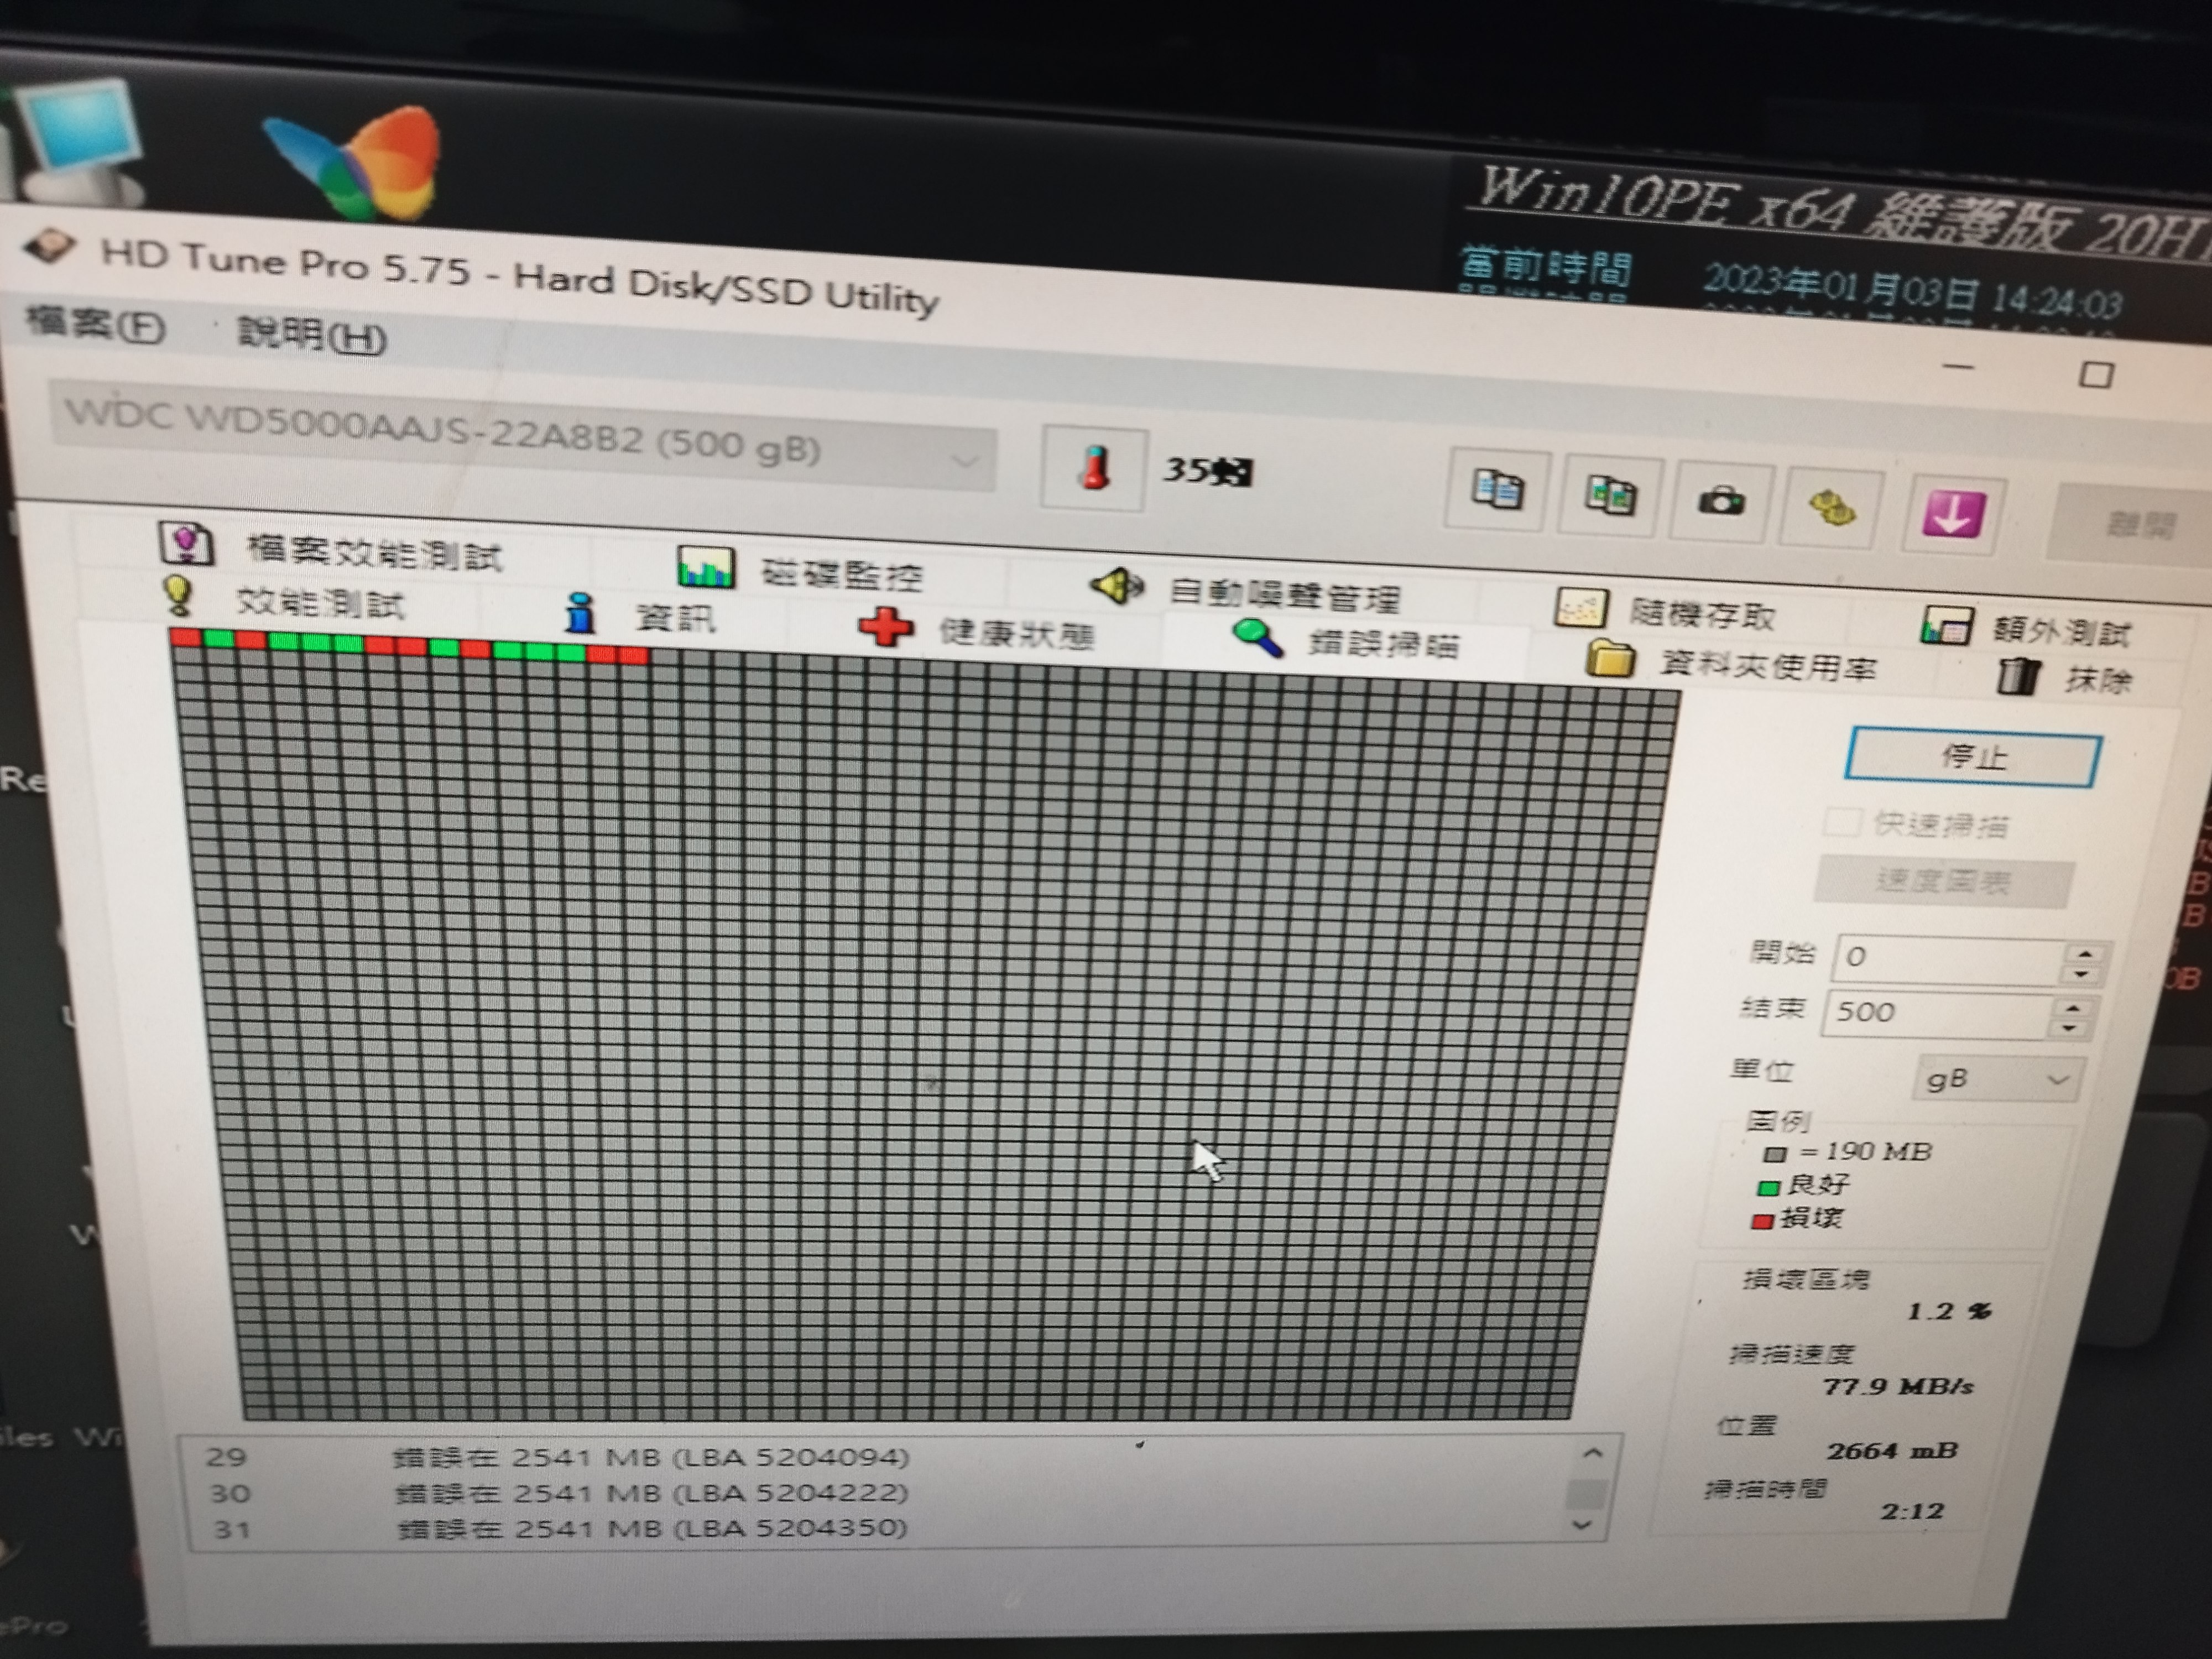 Win10PE x64 維護版 20H
當前時間 2023年01月03日 14:24:03
HD Tune Pro 5.75 - Hard Disk/SSD Utility
檔案(F) 說明(H)
WDC WD5000AAJS-22A8B2 (500 gB)
35
離開
檔案效能測試 磁碟監控 自動噪聲管理 隨機存取 額外測試
效能測試 資訊 健康狀態 錯誤掃瞄 資料夾使用率 抹除
停止
快速掃描
速度圖表
開始 0
結束 500
單位 gB
圖例
= 190 MB
良好
損壞
損壞區塊
1.2 %
掃描速度
77.9 MB/s
位置
2664 mB
掃描時間
2:12
29 錯誤在 2541 MB (LBA 5204094)
30 錯誤在 2541 MB (LBA 5204222)
31 錯誤在 2541 MB (LBA 5204350)
Re
iles Wi
ePro